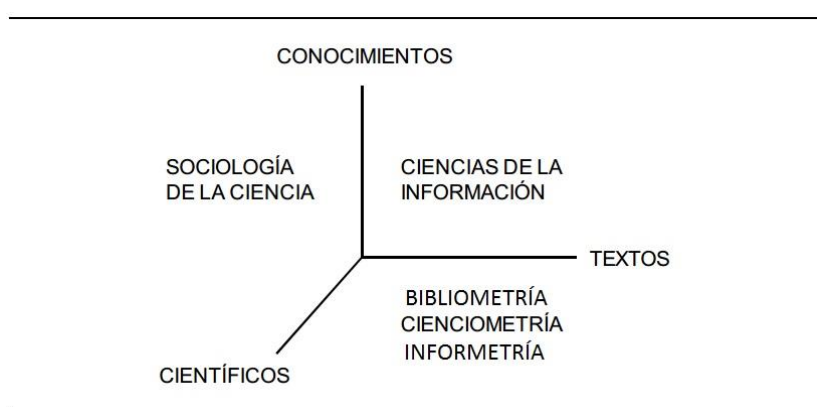 CONOCIMIENTOS
SOCIOLOGÍA
DE LA CIENCIA
CIENCIAS DE LA
INFORMACIÓN
TEXTOS
BIBLIOMETRÍA
CIENCIOMETRÍA
INFORMETRÍA
CIENTÍFICOS